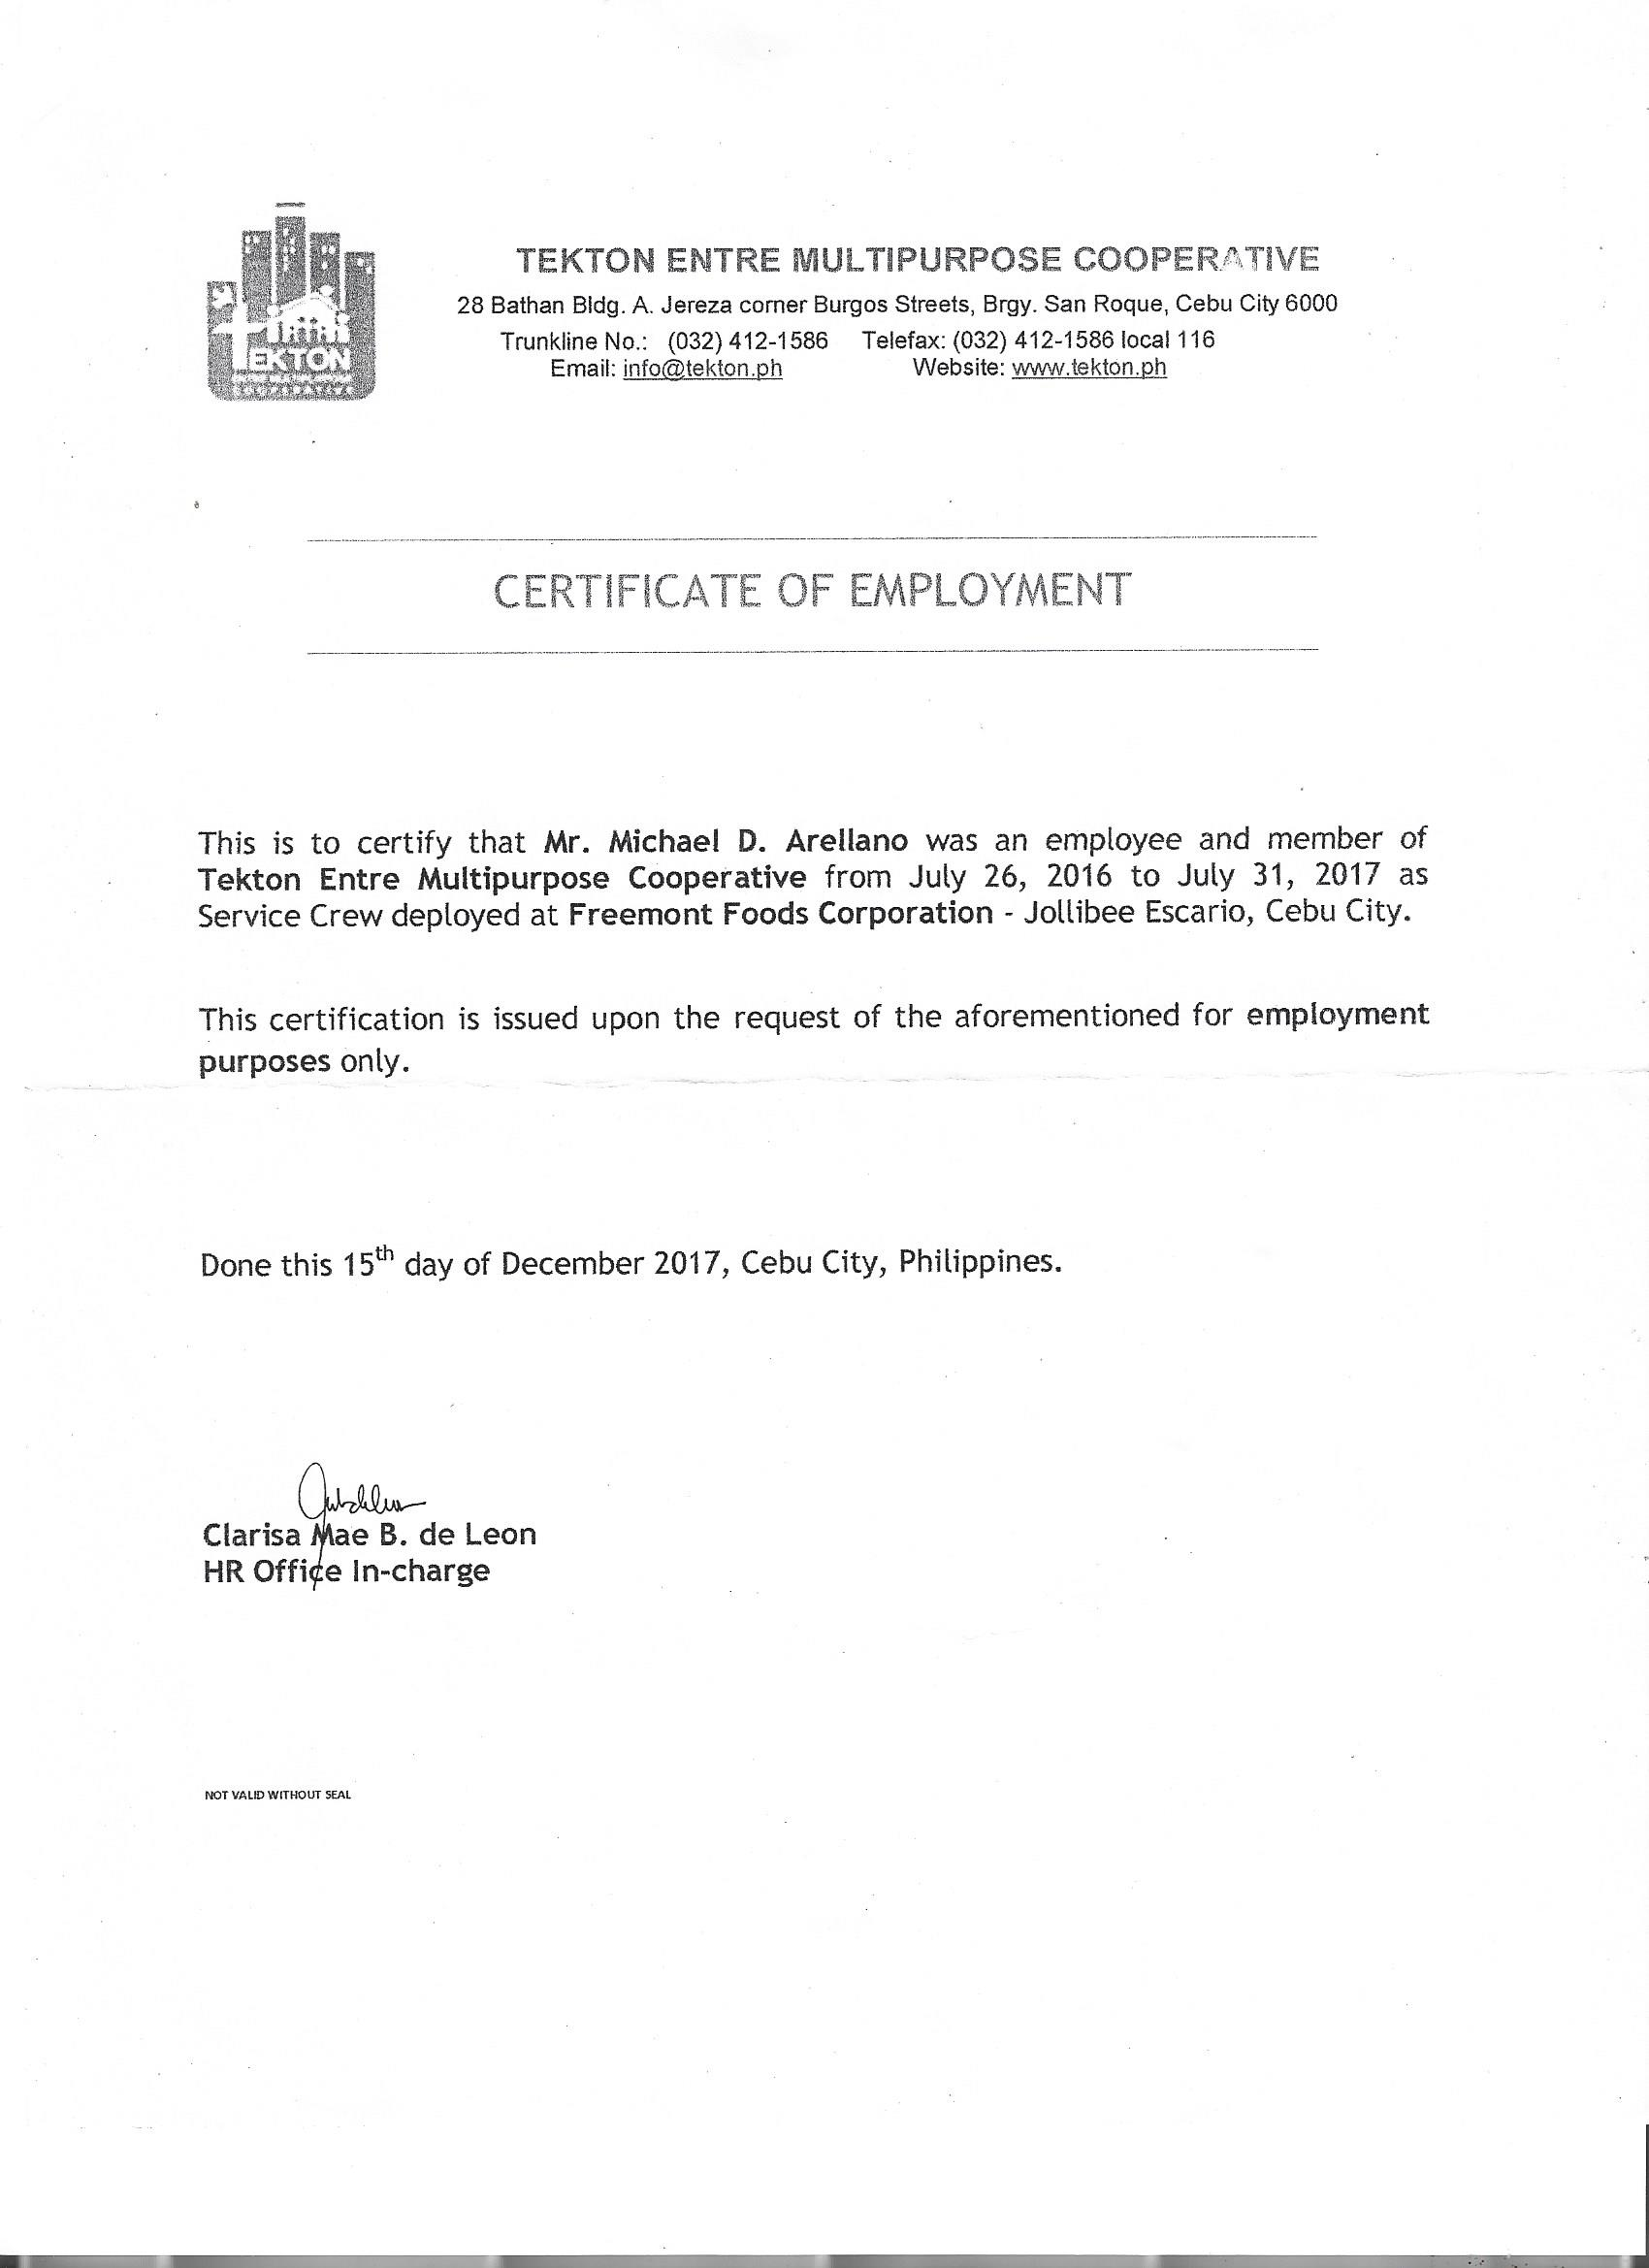 TEKTON ENTRE MULTIPURPOSE COOPERATIVE
28 Bathan Bldg. A. Jereza corner Burgos Streets, Brgy. San Roque, Cebu City 6000
Trunkline No.: (032) 412-1586 Telefax: (032) 412-1586 local 116
Email: info@tekton.ph Website: www.tekton.ph
TEKTON
COOPERATIVE
CERTIFICATE OF EMPLOYMENT
This is to certify that Mr. Michael D. Arellano was an employee and member of
Tekton Entre Multipurpose Cooperative from July 26, 2016 to July 31, 2017 as
Service Crew deployed at Freemont Foods Corporation - Jollibee Escario, Cebu City.
This certification is issued upon the request of the aforementioned for employment
purposes only.
Done this 15th day of December 2017, Cebu City, Philippines.
Clarisa Mae B. de Leon
HR Office In-charge
NOT VALID WITHOUT SEAL